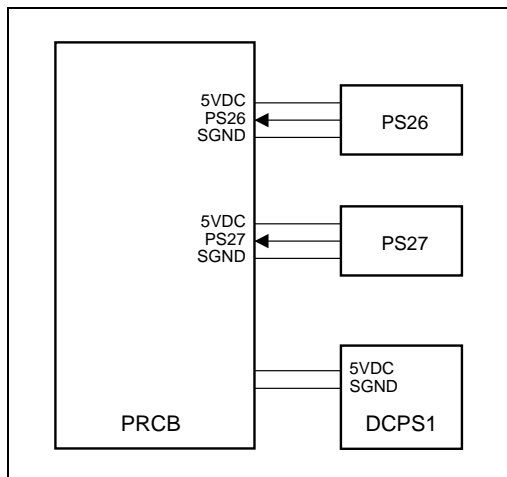 5VDC
PS26
SGND
PS26
5VDC
PS27
SGND
PS27
5VDC
SGND
PRCB
DCPS1